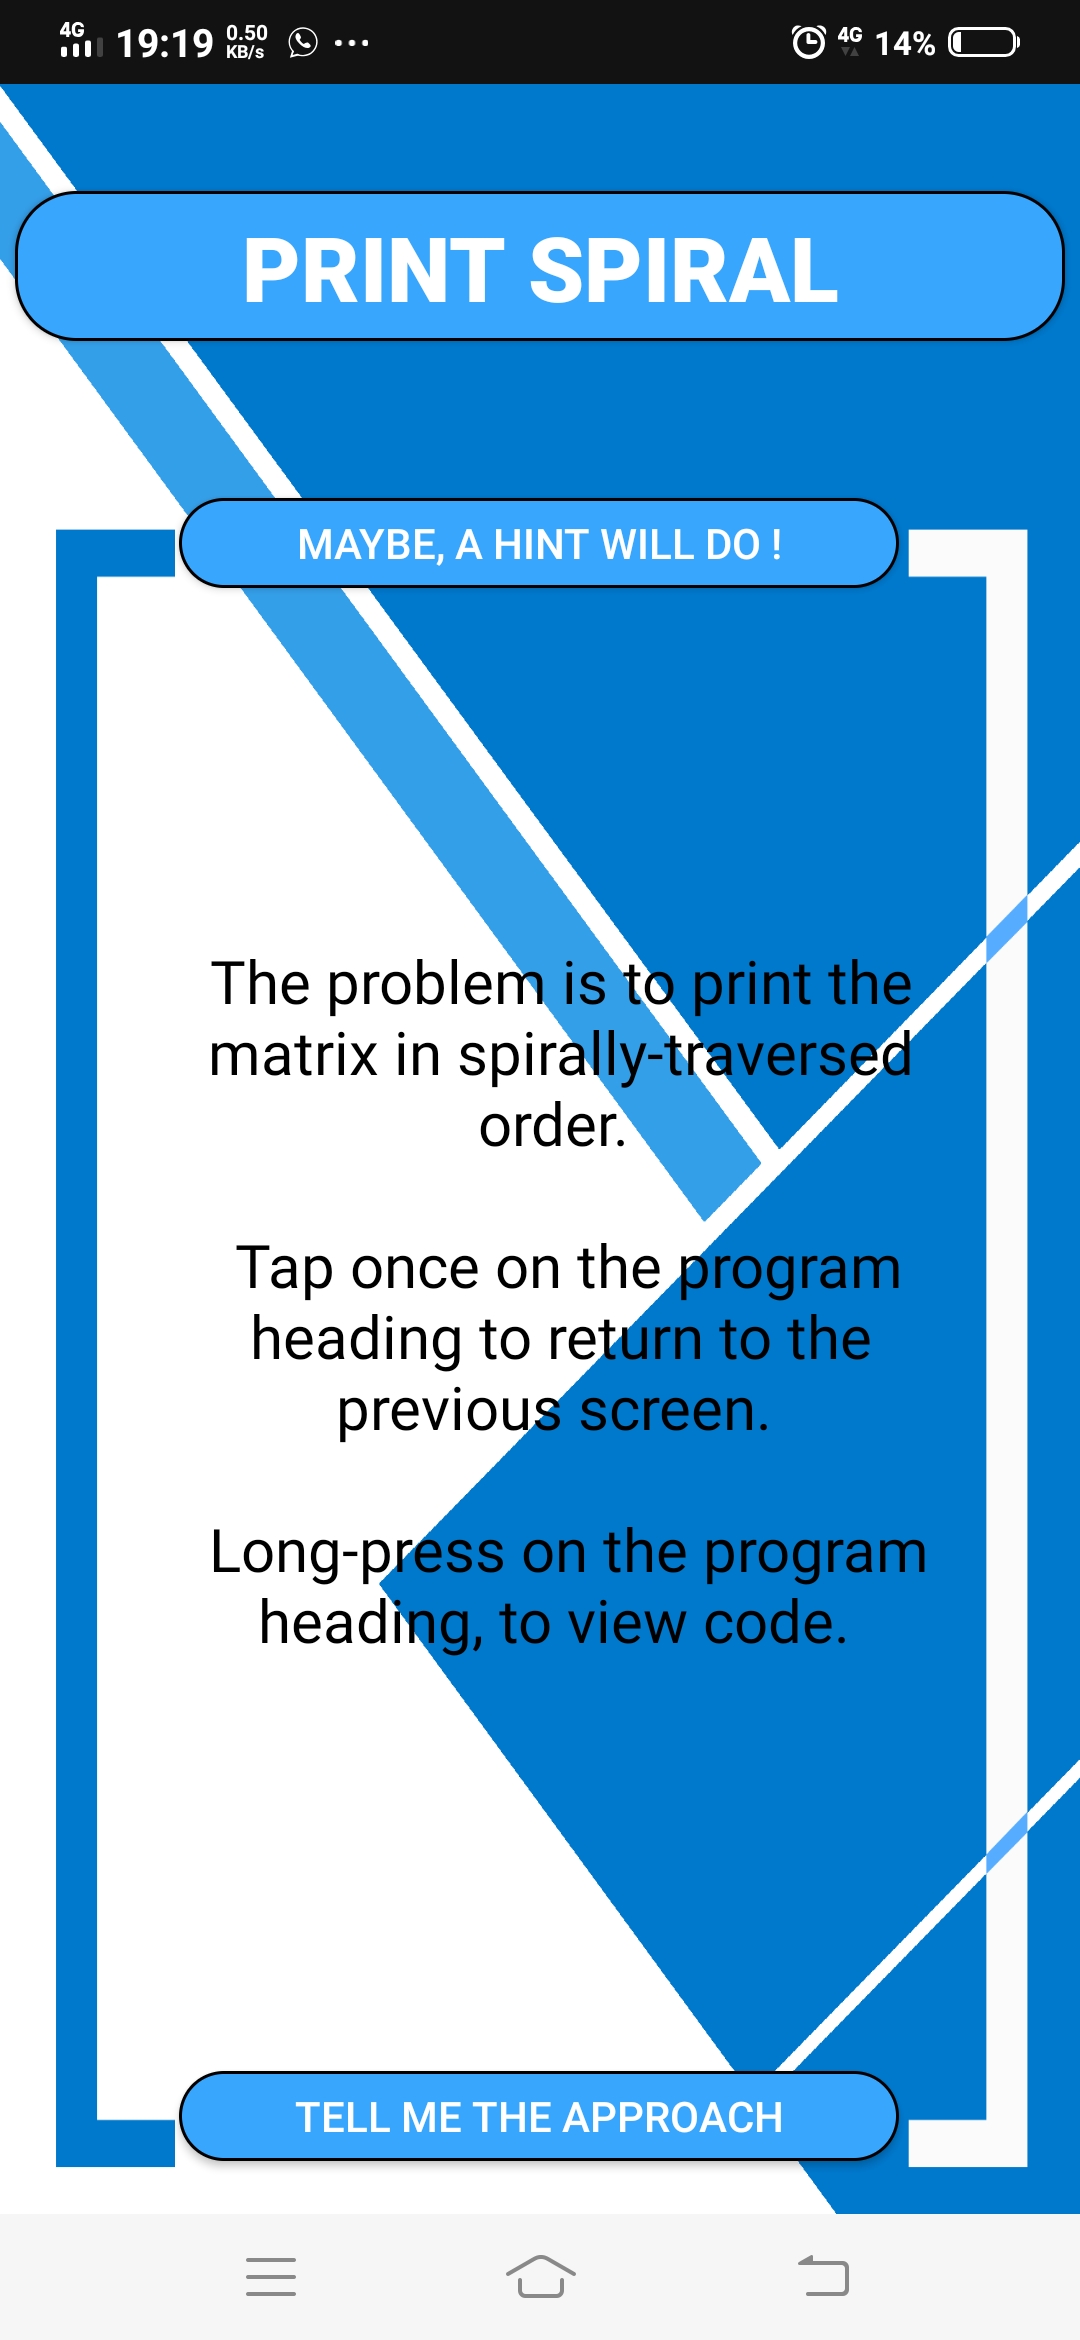 4G 19:19 0.50 KB/s 4G 14%
PRINT SPIRAL
MAYBE, A HINT WILL DO !
The problem is to print the
matrix in spirally-traversed
order.
Tap once on the program
heading to return to the
previous screen.
Long-press on the program
heading, to view code.
TELL ME THE APPROACH